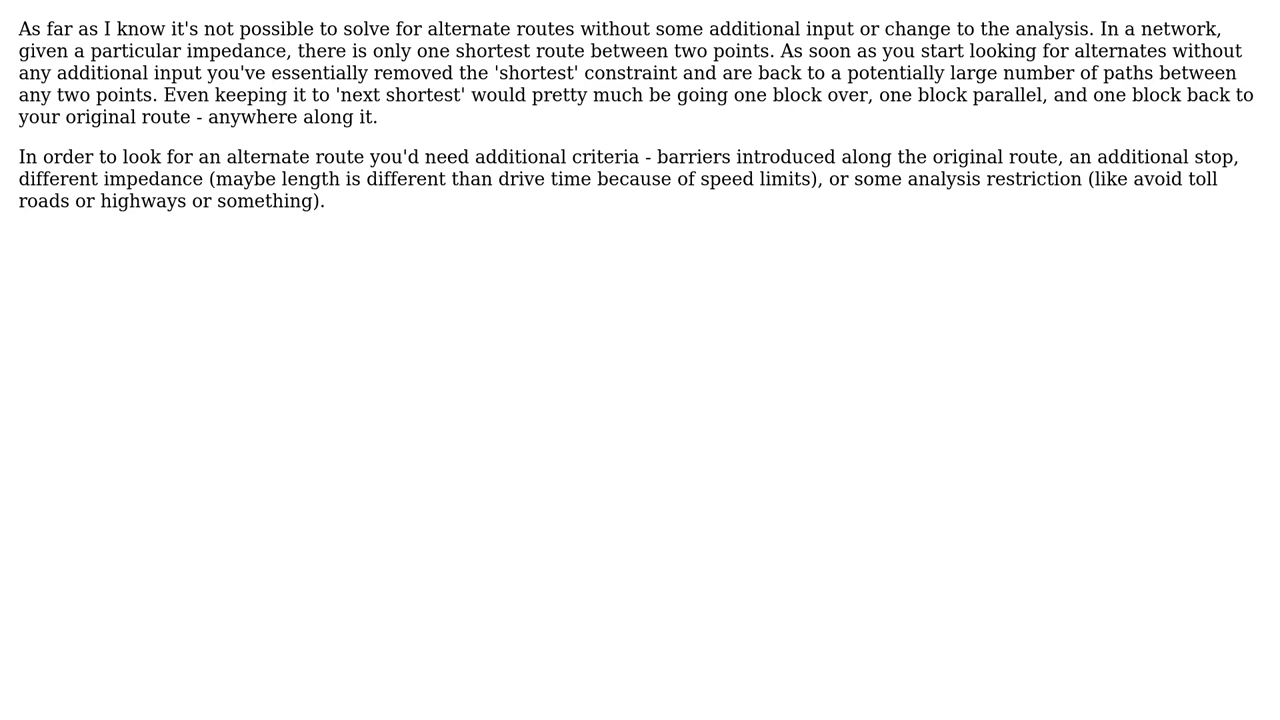 As far as I know it's not possible to solve for alternate routes without some additional input or change to the analysis. In a network,
given a particular impedance, there is only one shortest route between two points. As soon as you start looking for alternates without
any additional input you've essentially removed the 'shortest' constraint and are back to a potentially large number of paths between
any two points. Even keeping it to 'next shortest' would pretty much be going one block over, one block parallel, and one block back to
your original route - anywhere along it.
In order to look for an alternate route you'd need additional criteria - barriers introduced along the original route, an additional stop,
different impedance (maybe length is different than drive time because of speed limits), or some analysis restriction (like avoid toll
roads or highways or something).